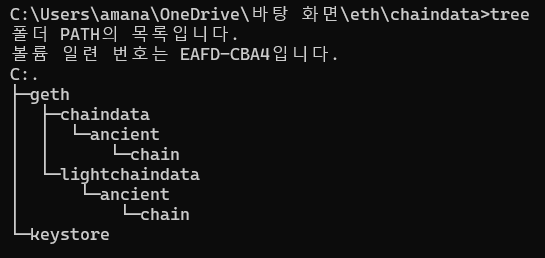 C:\Users\amana\OneDrive\바탕 화면\eth\chaindata>tree
폴더 PATH의 목록입니다.
볼륨 일련 번호는 EAFD-CBA4입니다.
C:.
├─geth
│  ├─chaindata
│  │  └─ancient
│  │      └─chain
│  └─lightchaindata
│      └─ancient
│          └─chain
└─keystore